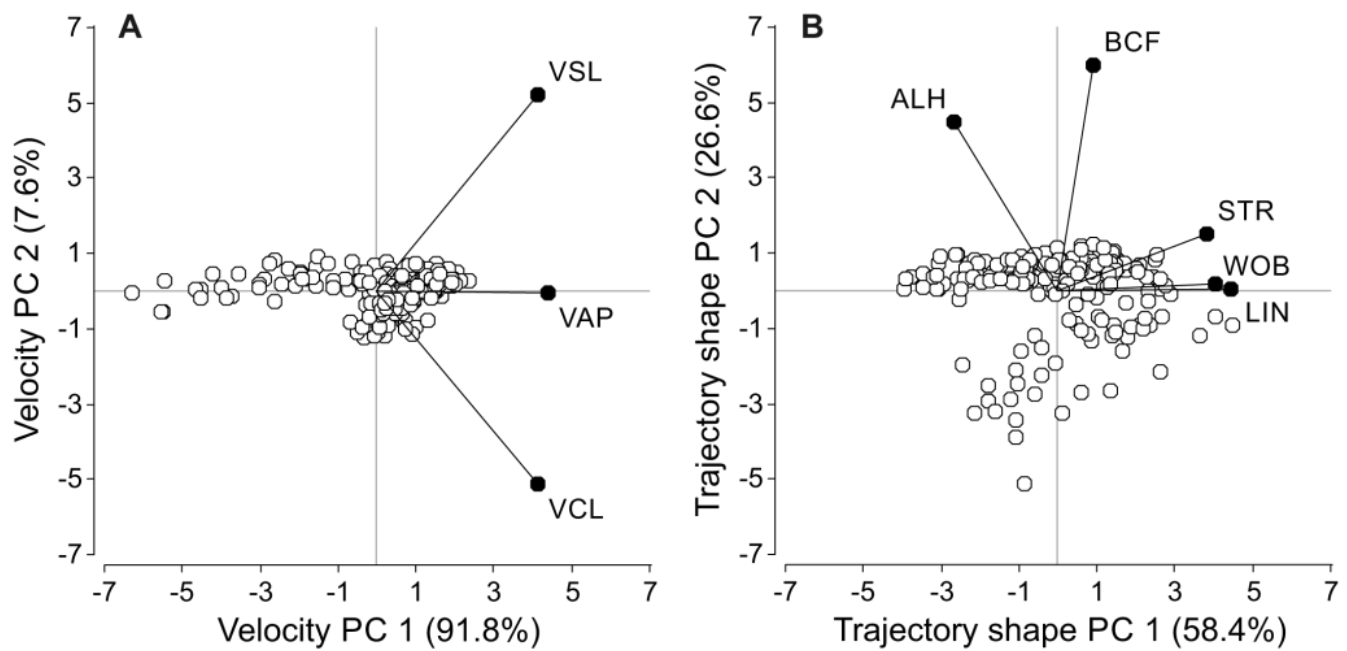 A
7
5
3
1
-1
-3
-5
-7
Velocity PC 2 (7.6%)
VSL
VAP
VCL
-7 -5 -3 -1 1 3 5 7
Velocity PC 1 (91.8%)
B
7
5
3
1
-1
-3
-5
-7
Trajectory shape PC 2 (26.6%)
BCF
ALH
STR
WOB
LIN
-7 -5 -3 -1 1 3 5 7
Trajectory shape PC 1 (58.4%)